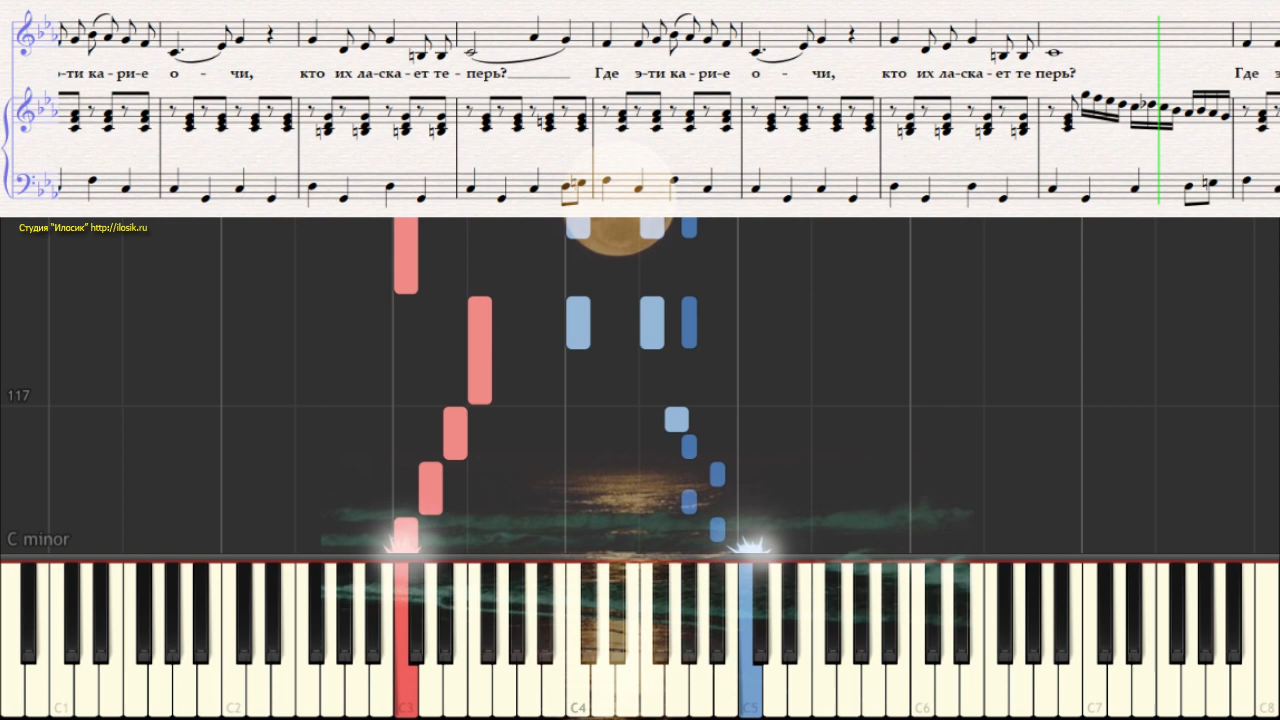 -ти ка-ри-е о - чи, кто их ла-ска-ет те-перь?________ Где э-ти ка-ри-е о - чи, кто их ла-ска-ет те перь? Где
Студия "Илосик" http://ilosik.ru
117
C minor
C1 C2 C3 C4 C5 C6 C7 C8